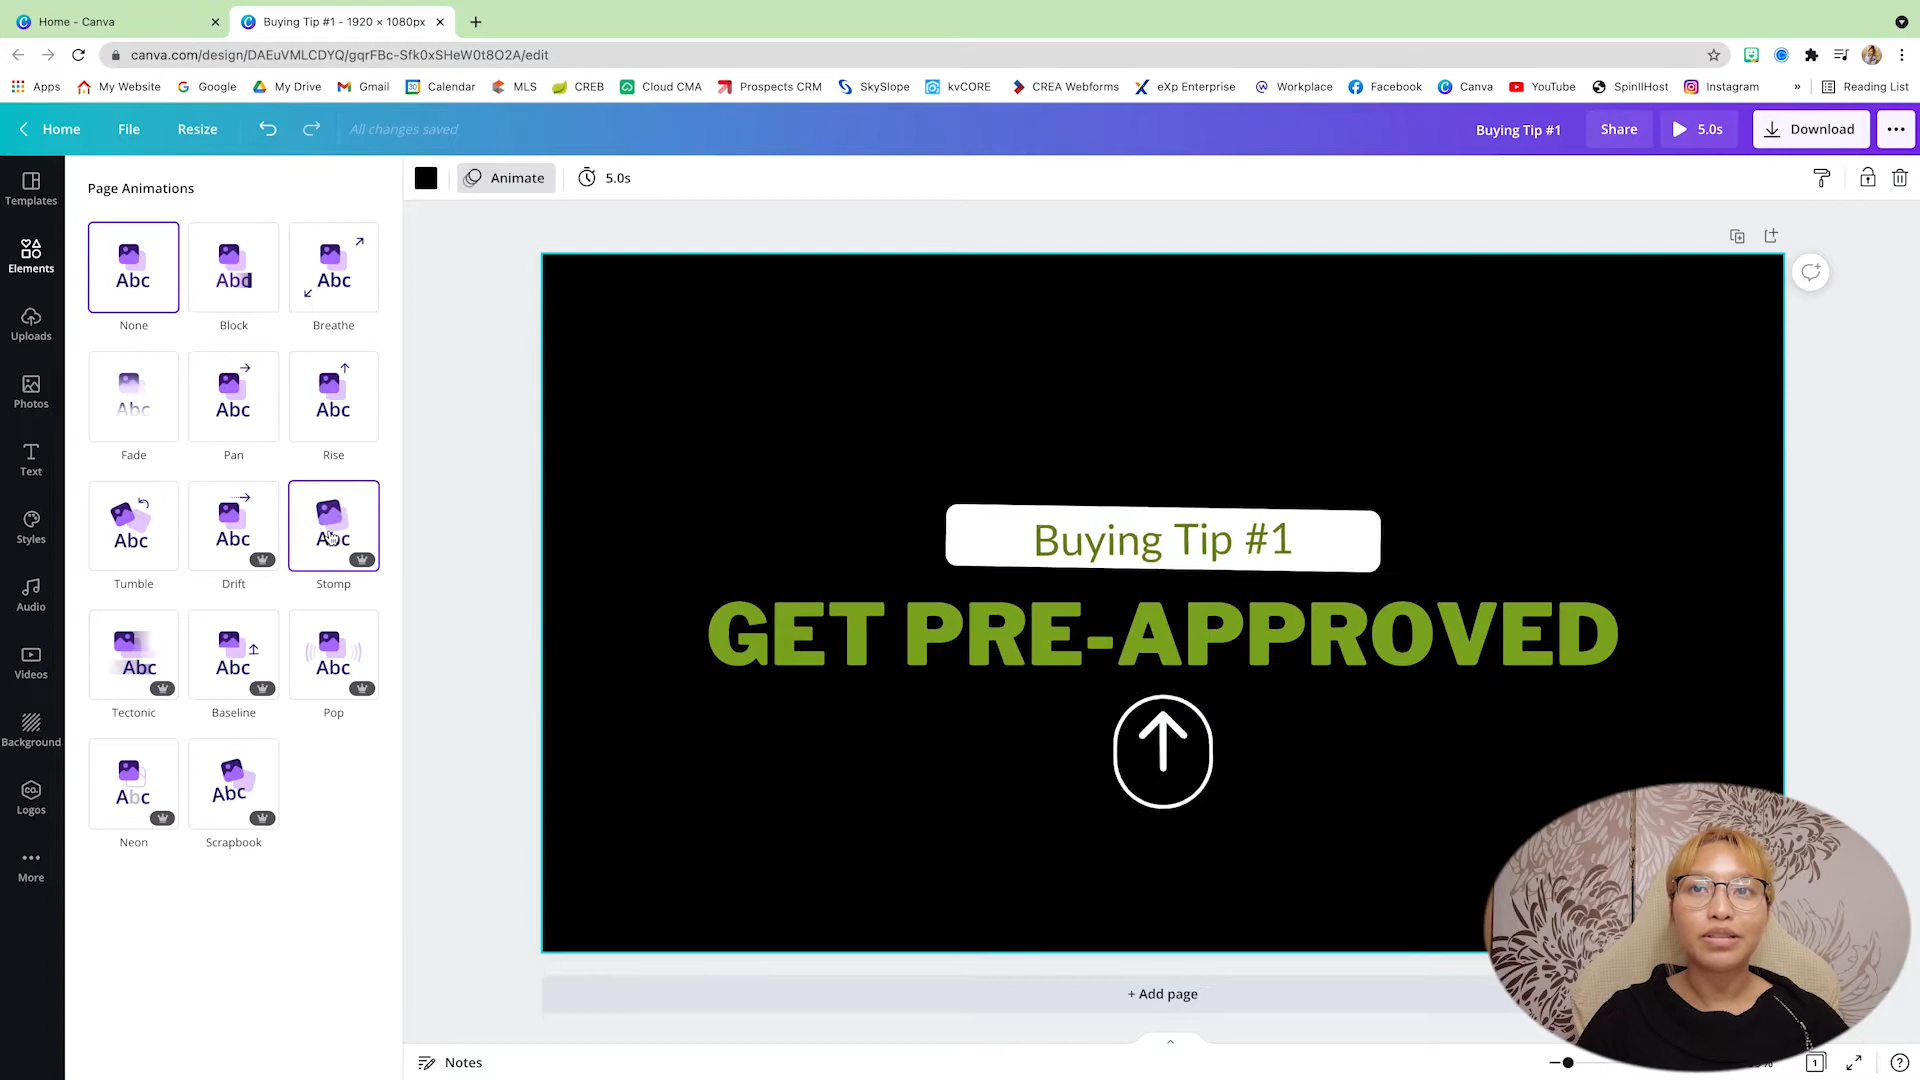 Home - Canva
Buying Tip #1 - 1920 × 1080px
canva.com/design/DAEuVMLCDYQ/gqrFBc-Sfk0xSHeW0t8O2A/edit
Apps My Website Google My Drive Gmail Calendar MLS CREB Cloud CMA Prospects CRM SkySlope kvCORE CREA Webforms eXp Enterprise Workplace Facebook Canva YouTube SpinllHost Instagram » Reading List
Home File Resize All changes saved Buying Tip #1 Share 5.0s Download
Animate 5.0s
Templates
Elements
Uploads
Photos
Text
Styles
Audio
Videos
Background
CO.
Logos
More
Page Animations
Abc Abc Abc
None Block Breathe
Abc Abc Abc
Fade Pan Rise
Abc Abc Abc
Tumble Drift Stomp
Abc Abc Abc
Tectonic Baseline Pop
Abc Abc
Neon Scrapbook
Buying Tip #1
GET PRE-APPROVED
+ Add page
Notes
1